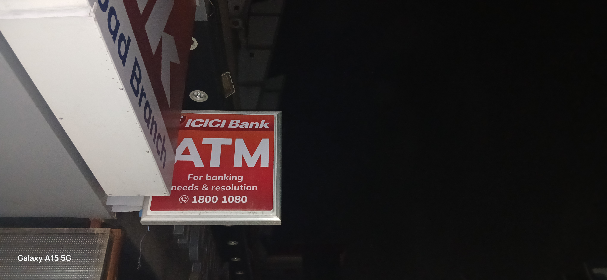 oad Branch
ICICI Bank
ATM
For banking
needs & resolution
1800 1080
Galaxy A15 5G